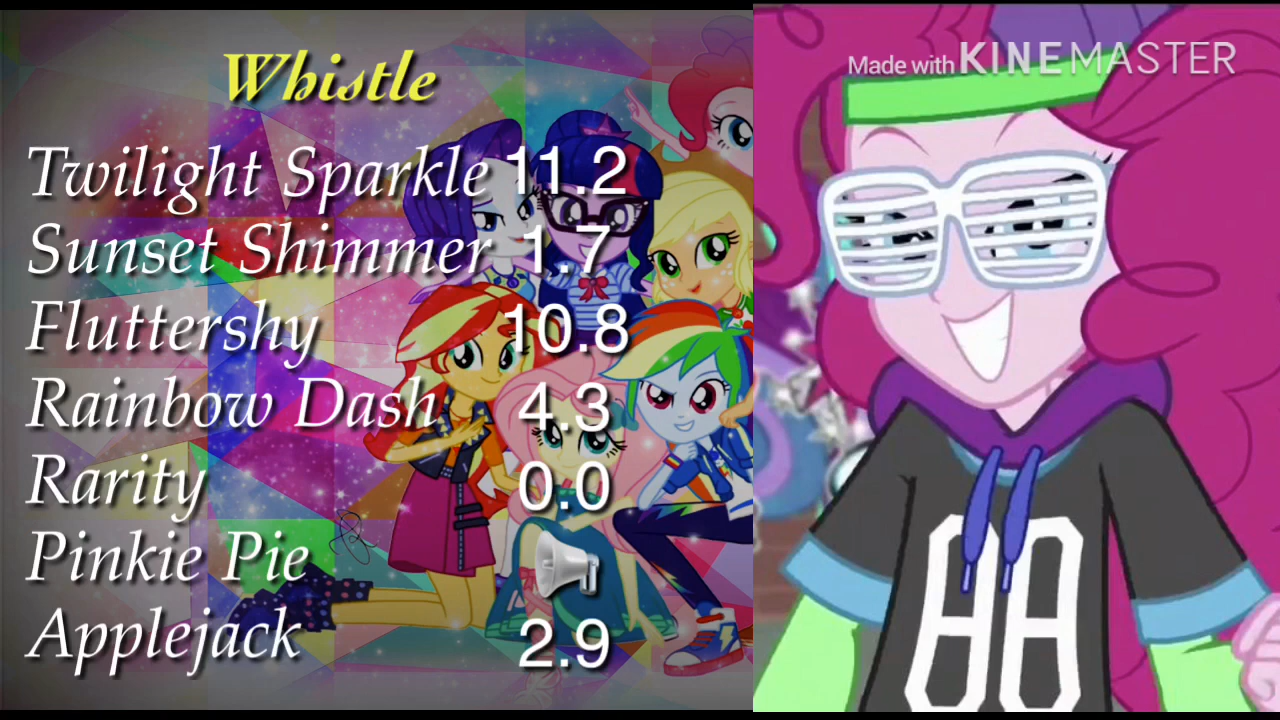 Whistle
Twilight Sparkle 11.2
Sunset Shimmer 1.7
Fluttershy 10.8
Rainbow Dash 4.3
Rarity 0.0
Pinkie Pie
Applejack 2.9
Made with KINEMASTER
88